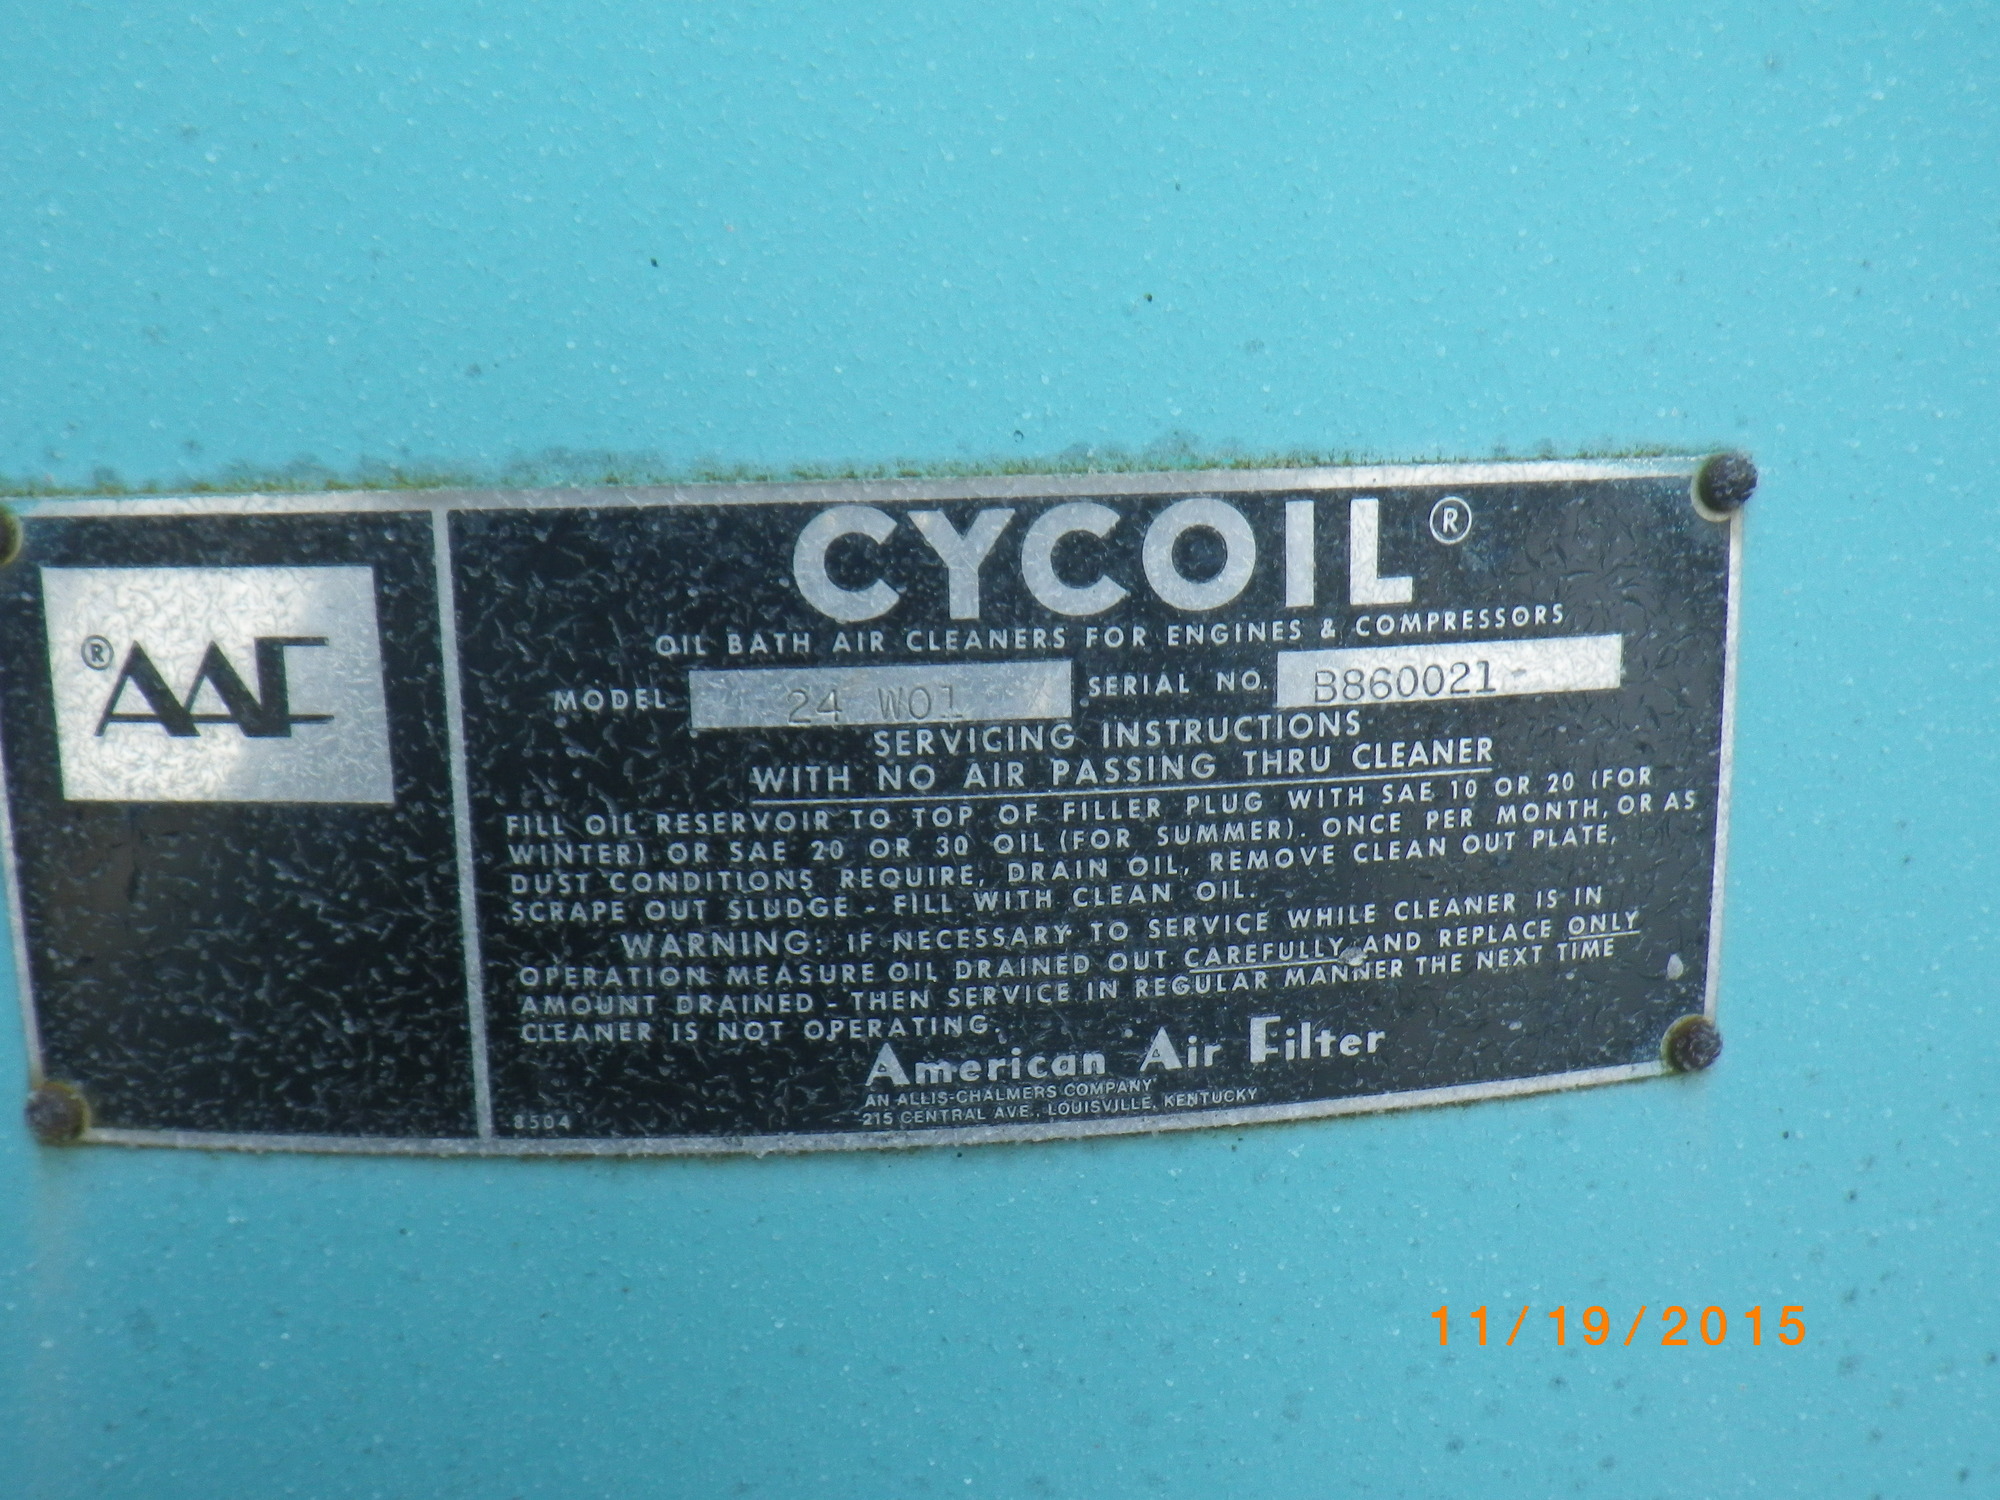 CYCOIL ®
OIL BATH AIR CLEANERS FOR ENGINES & COMPRESSORS
® AAF
MODEL 24 W01 SERIAL NO. B860021-
SERVICING INSTRUCTIONS
WITH NO AIR PASSING THRU CLEANER
FILL OIL RESERVOIR TO TOP OF FILLER PLUG WITH SAE 10 OR 20 (FOR
WINTER) OR SAE 20 OR 30 OIL (FOR SUMMER). ONCE PER MONTH, OR AS
DUST CONDITIONS REQUIRE, DRAIN OIL, REMOVE CLEAN OUT PLATE,
SCRAPE OUT SLUDGE - FILL WITH CLEAN OIL.
WARNING: IF NECESSARY TO SERVICE WHILE CLEANER IS IN
OPERATION MEASURE OIL DRAINED OUT CAREFULLY AND REPLACE ONLY
AMOUNT DRAINED - THEN SERVICE IN REGULAR MANNER THE NEXT TIME
CLEANER IS NOT OPERATING.
American Air Filter
AN ALLIS-CHALMERS COMPANY
215 CENTRAL AVE., LOUISVILLE, KENTUCKY
8504
11/19/2015